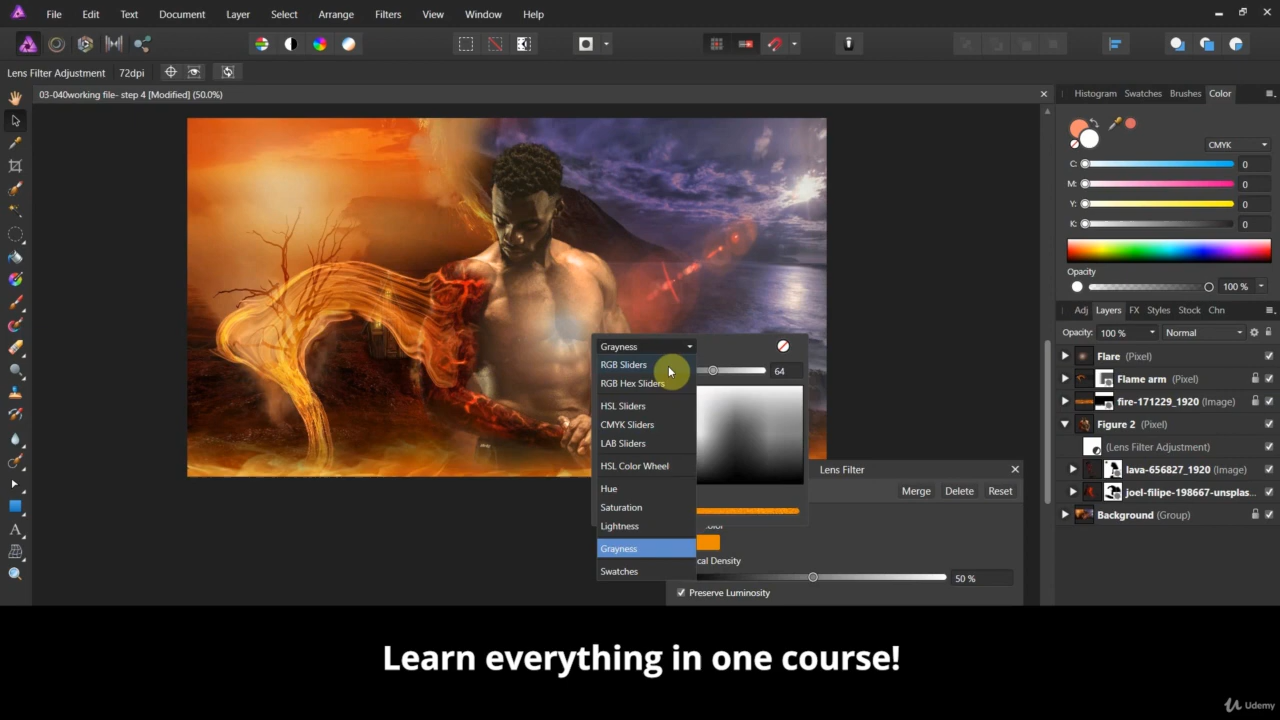 File Edit Text Document Layer Select Arrange Filters View Window Help
Lens Filter Adjustment 72dpi
03-040working file- step 4 [Modified] (50.0%)
Histogram Swatches Brushes Color
CMYK
C: 0
M: 0
Y: 0
K: 0
Opacity
100 %
Adj Layers FX Styles Stock Chn
Opacity: 100 % Normal
Flare (Pixel)
Flame arm (Pixel)
fire-171229_1920 (Image)
Figure 2 (Pixel)
(Lens Filter Adjustment)
lava-656827_1920 (Image)
joel-filipe-198667-unsplas...
Background (Group)
Grayness
64
RGB Sliders
RGB Hex Sliders
HSL Sliders
CMYK Sliders
LAB Sliders
HSL Color Wheel
Hue
Saturation
Lightness
Grayness
Swatches
Lens Filter
Merge Delete Reset
cal Density
50 %
Preserve Luminosity
Learn everything in one course!
Udemy